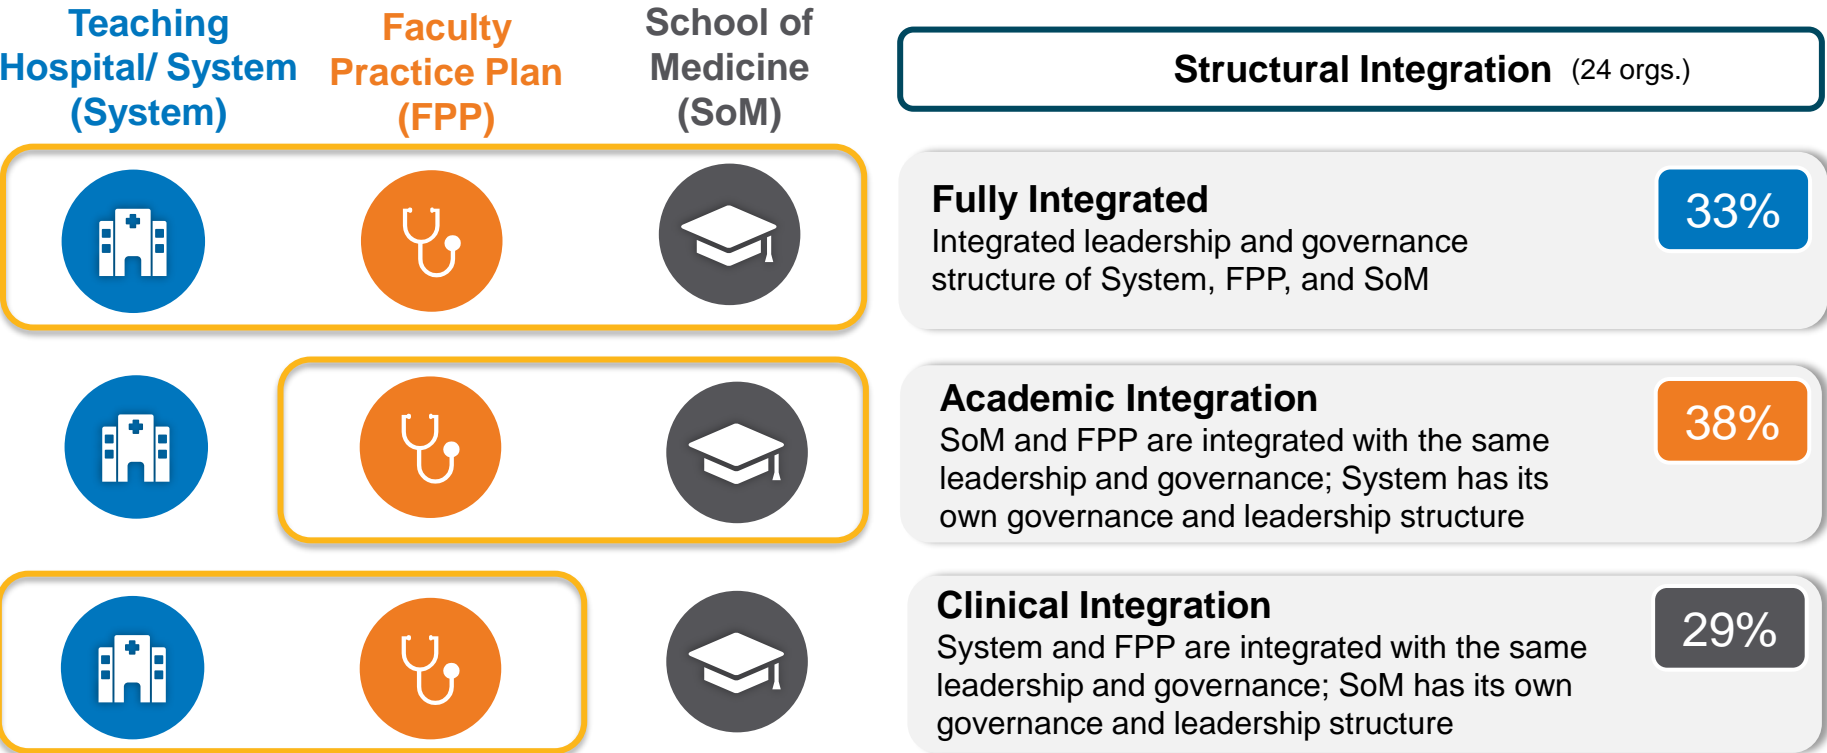 Teaching
Hospital/ System
(System)
Faculty
Practice Plan
(FPP)
School of
Medicine
(SoM)
Structural Integration (24 orgs.)
Fully Integrated
Integrated leadership and governance
structure of System, FPP, and SoM
33%
Academic Integration
SoM and FPP are integrated with the same
leadership and governance; System has its
own governance and leadership structure
38%
Clinical Integration
System and FPP are integrated with the same
leadership and governance; SoM has its own
governance and leadership structure
29%